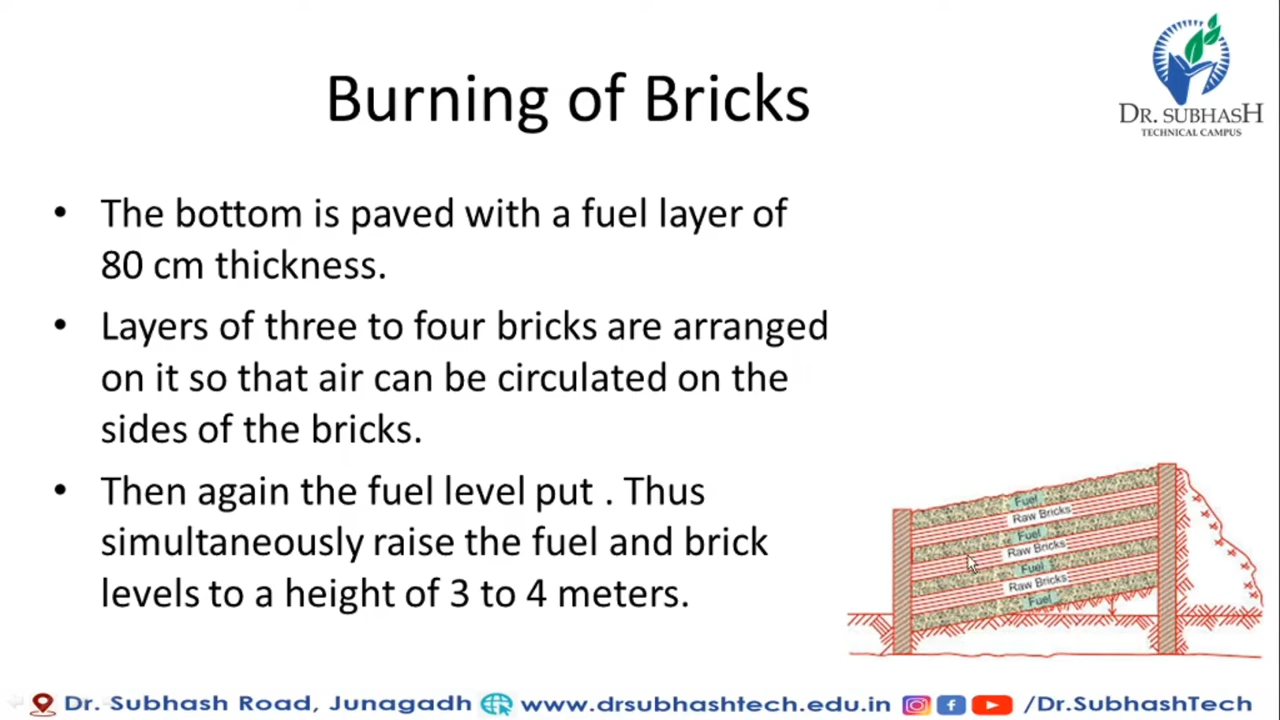 Burning of Bricks
DR. SUBHASH
TECHNICAL CAMPUS
• The bottom is paved with a fuel layer of
80 cm thickness.
• Layers of three to four bricks are arranged
on it so that air can be circulated on the
sides of the bricks.
• Then again the fuel level put . Thus
simultaneously raise the fuel and brick
levels to a height of 3 to 4 meters.
Fuel
Raw Bricks
Fuel
Raw Bricks
Fuel
Raw Bricks
Fuel
Dr. Subhash Road, Junagadh www.drsubhashtech.edu.in /Dr.SubhashTech